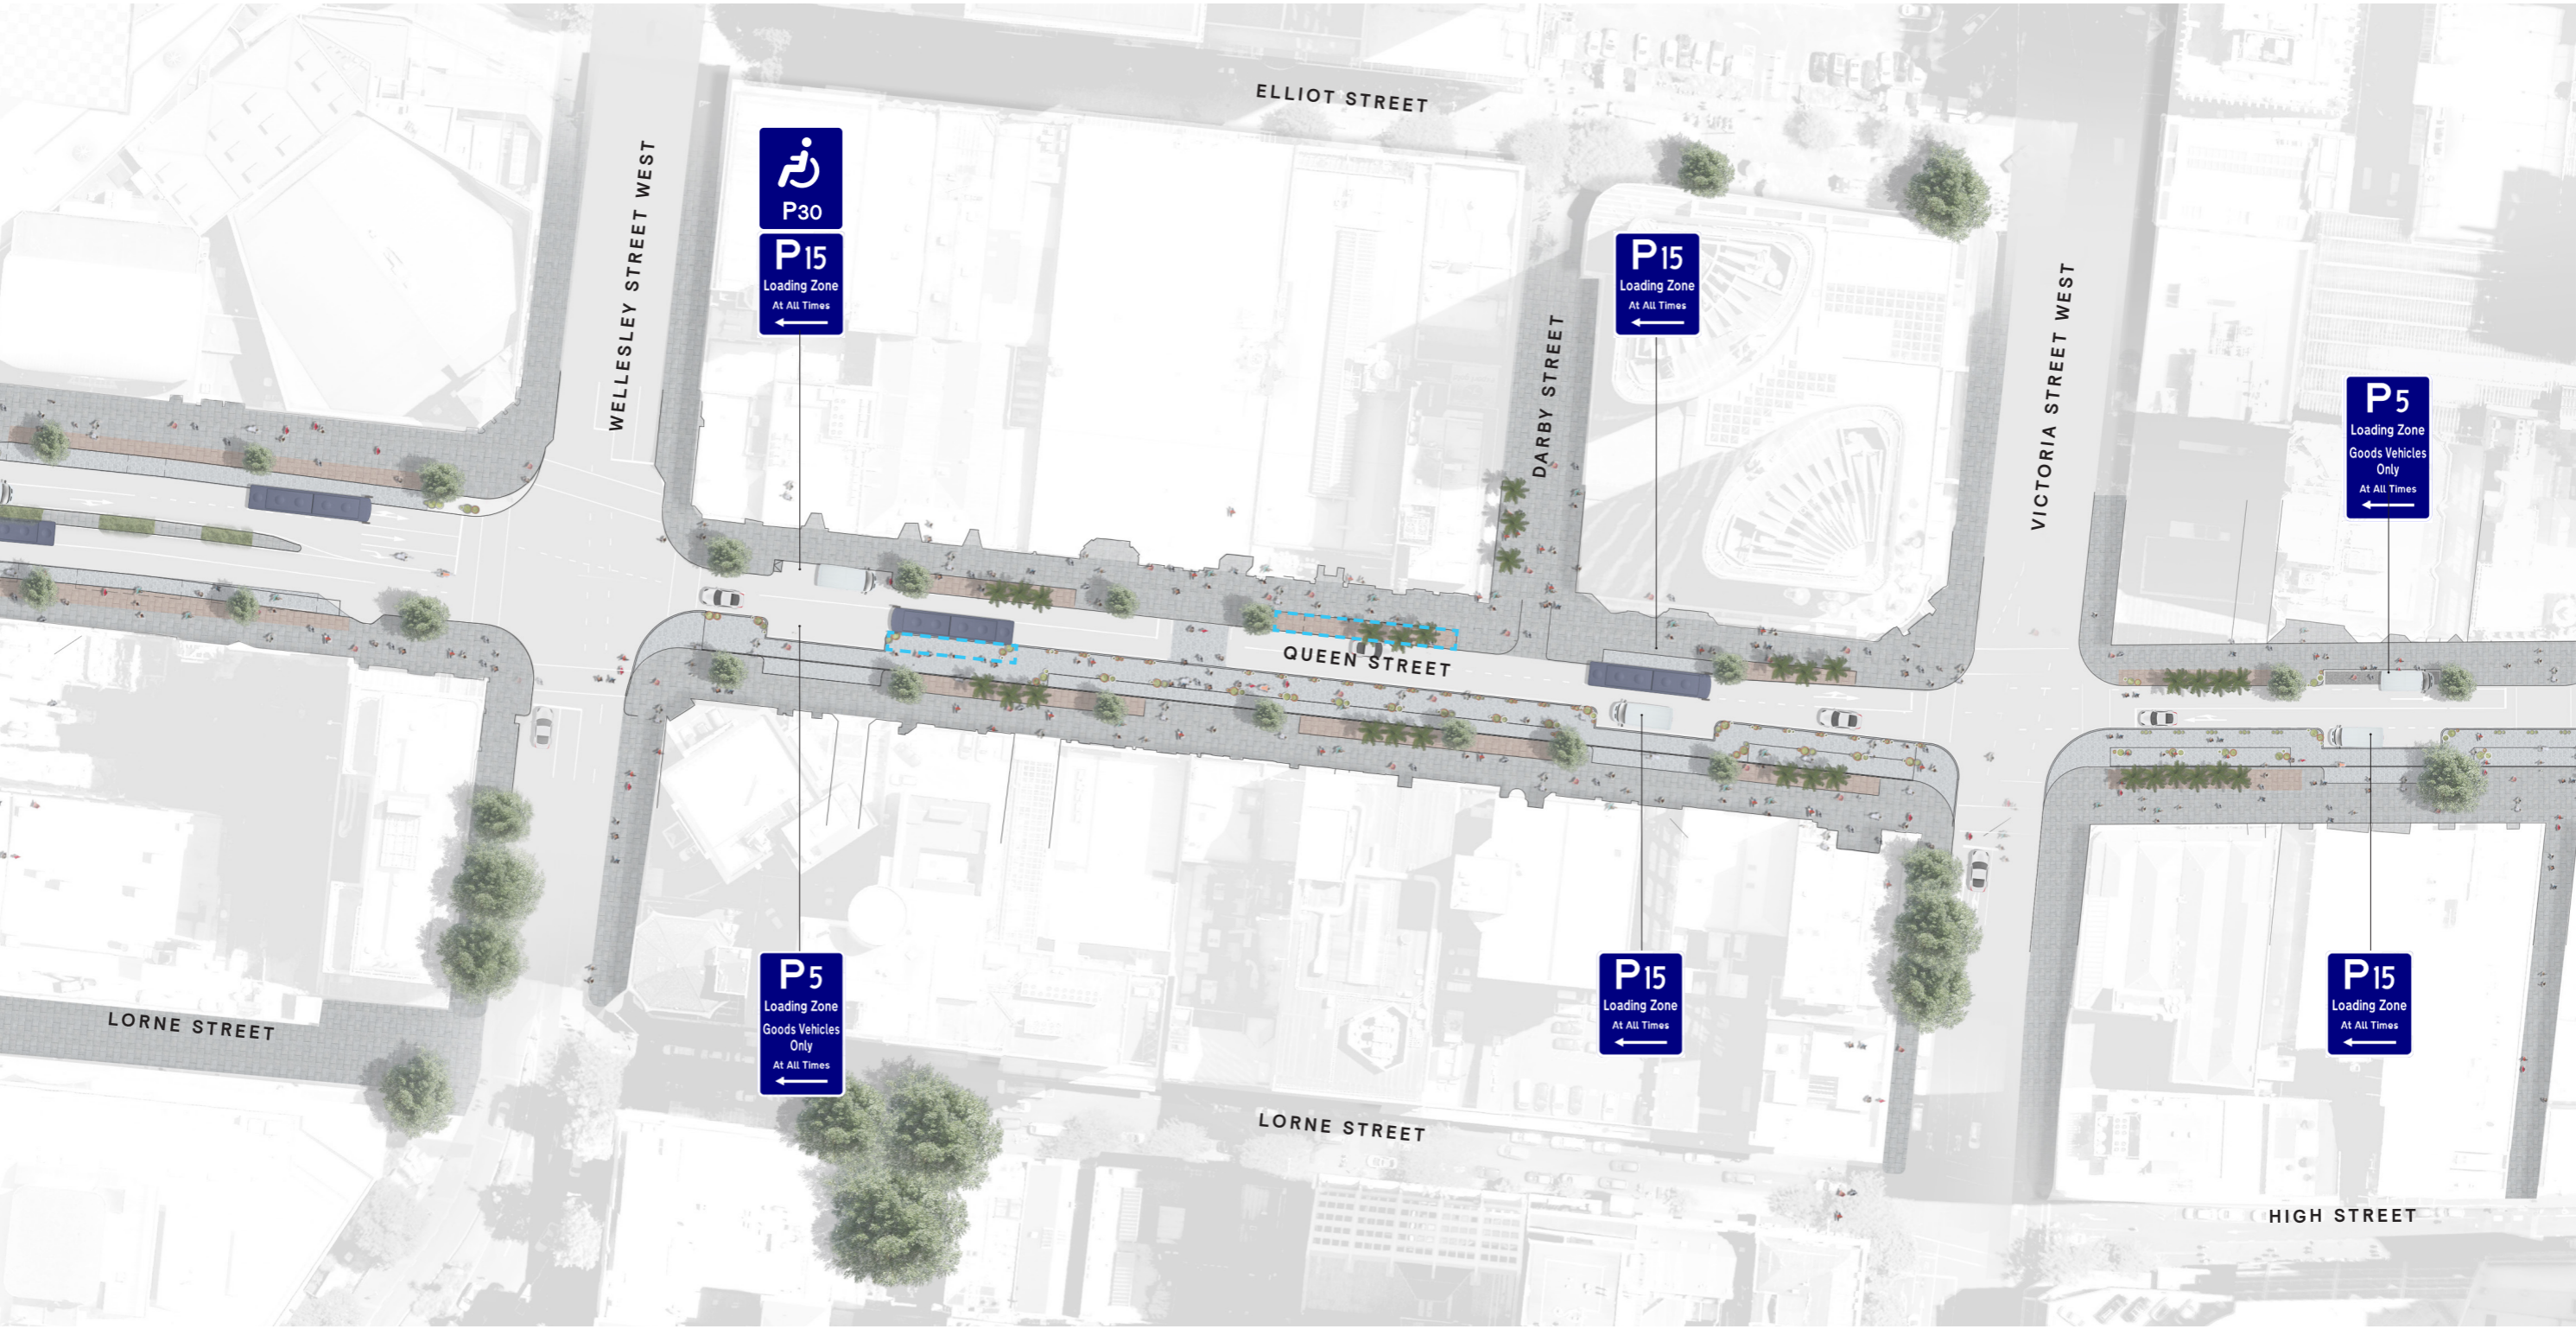 ELLIOT STREET
WELLESLEY STREET WEST
P30
P15
Loading Zone
At All Times
P15
Loading Zone
At All Times
DARBY STREET
VICTORIA STREET WEST
P5
Loading Zone
Goods Vehicles
Only
At All Times
QUEEN STREET
P5
Loading Zone
Goods Vehicles
Only
At All Times
P15
Loading Zone
At All Times
P15
Loading Zone
At All Times
LORNE STREET
LORNE STREET
HIGH STREET